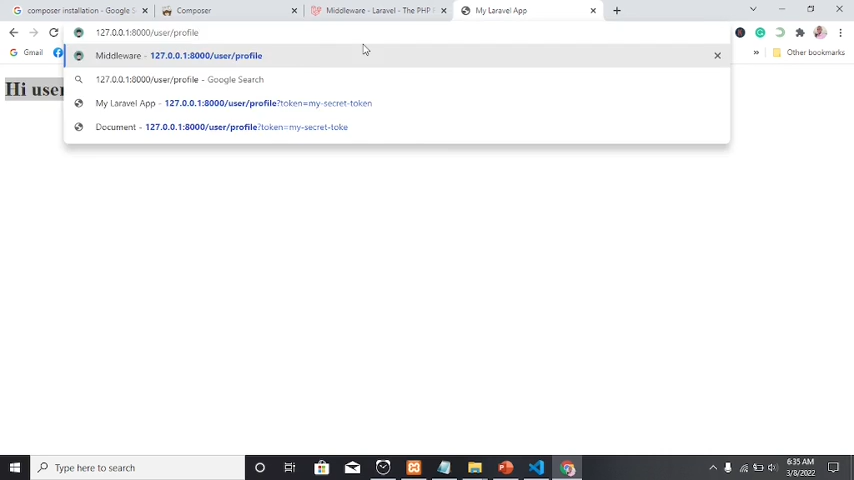 composer installation - Google S
Composer
Middleware - Laravel - The PHP
My Laravel App
127.0.0.1:8000/user/profile
Gmail
Other bookmarks
Middleware - 127.0.0.1:8000/user/profile
127.0.0.1:8000/user/profile - Google Search
My Laravel App - 127.0.0.1:8000/user/profile?token=my-secret-token
Document - 127.0.0.1:8000/user/profile?token=my-secret-toke
Hi user
Type here to search
6:35 AM
3/8/2022